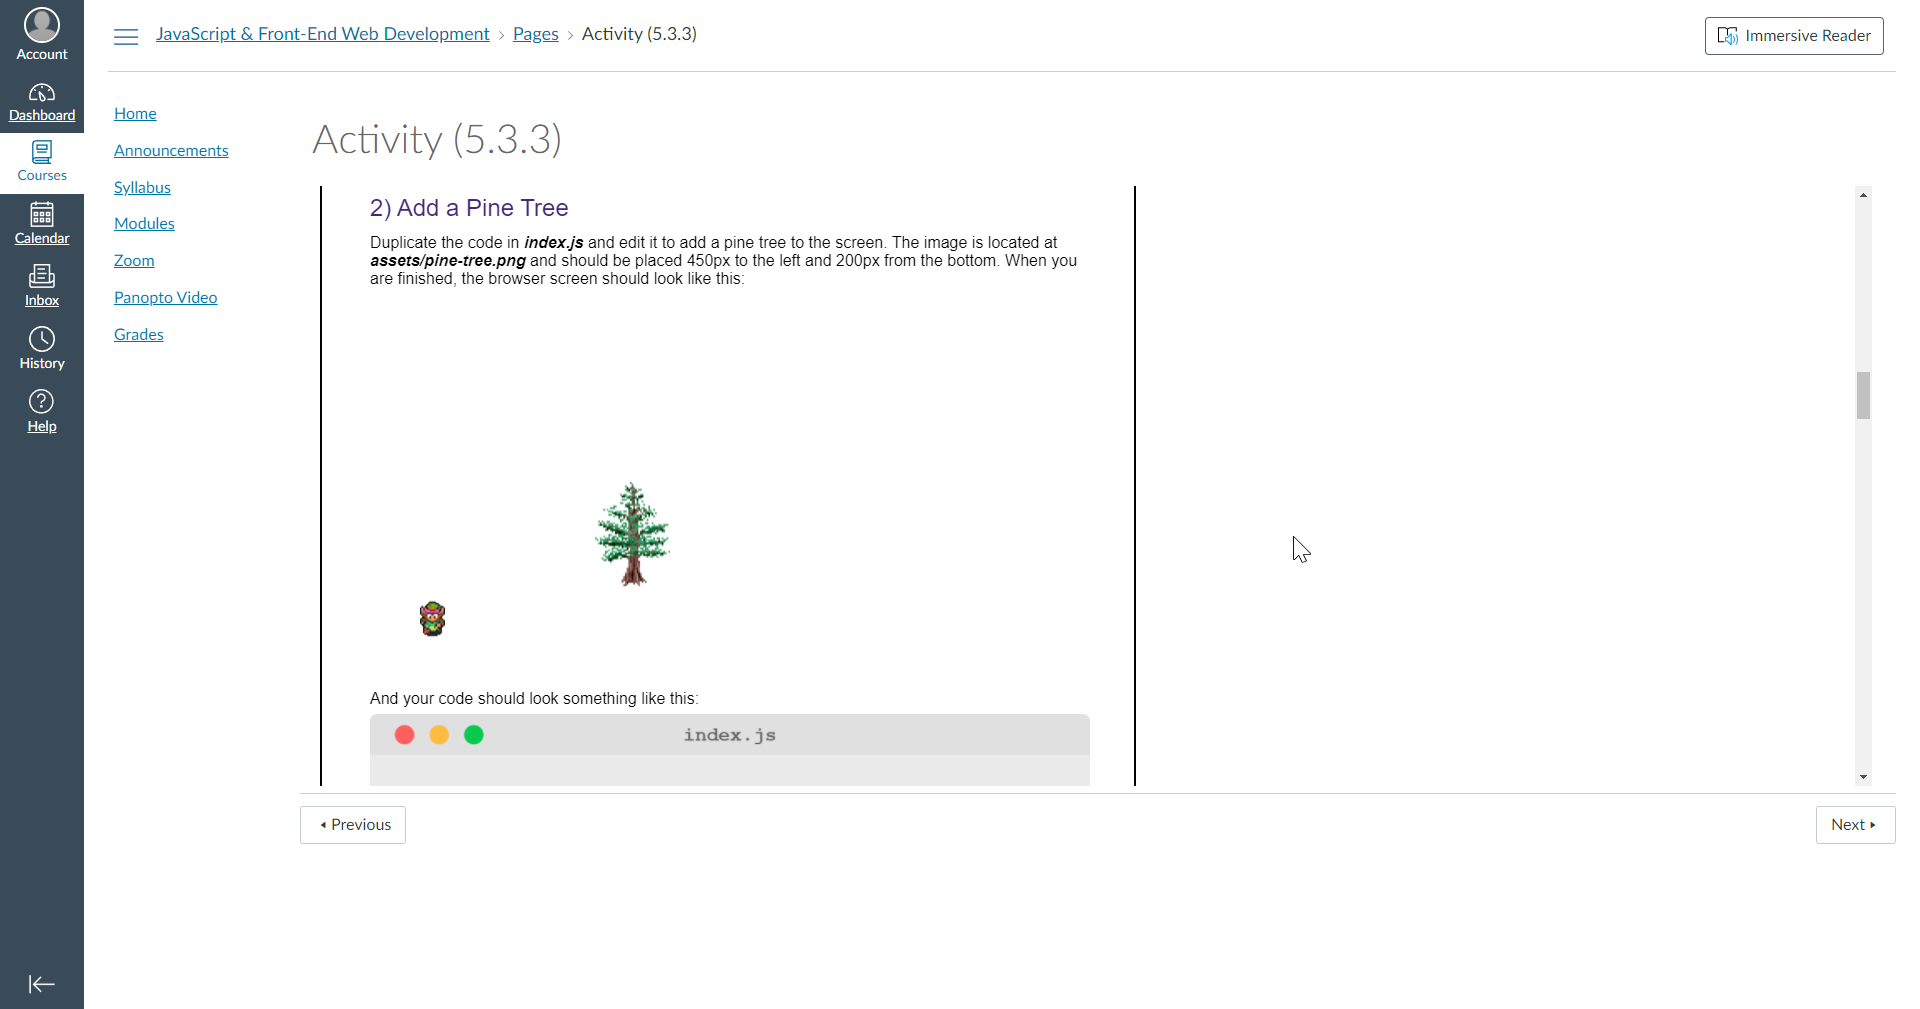 Account
Dashboard
Courses
Calendar
Inbox
History
Help
JavaScript & Front-End Web Development › Pages › Activity (5.3.3)
Immersive Reader
Home
Announcements
Syllabus
Modules
Zoom
Panopto Video
Grades
Activity (5.3.3)
2) Add a Pine Tree
Duplicate the code in index.js and edit it to add a pine tree to the screen. The image is located at
assets/pine-tree.png and should be placed 450px to the left and 200px from the bottom. When you
are finished, the browser screen should look like this:
And your code should look something like this:
index.js
Previous
Next